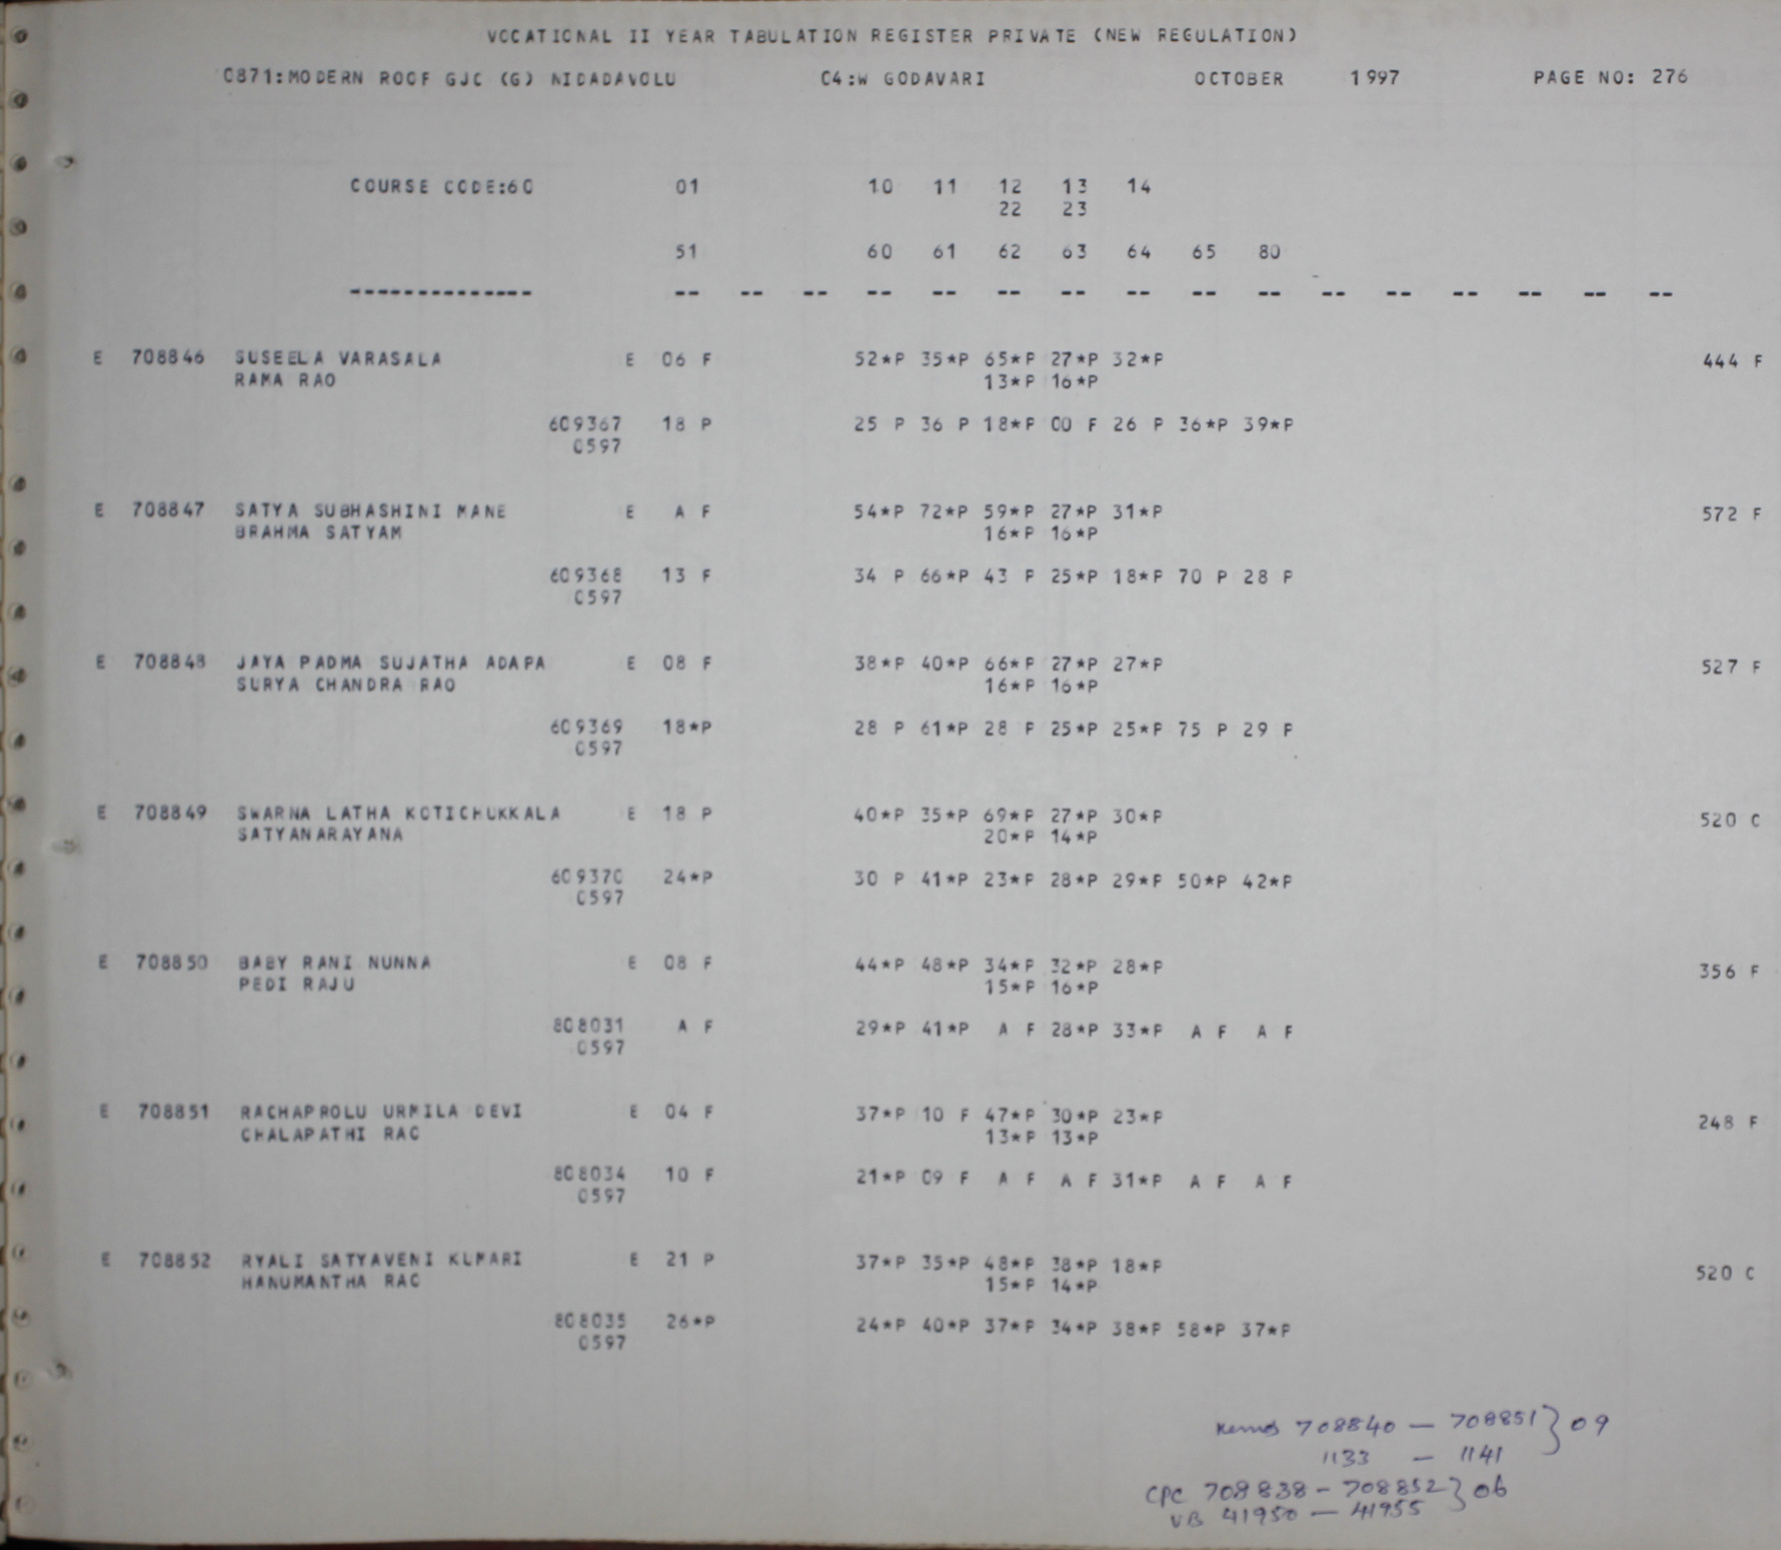 VOCATIONAL II YEAR TABULATION REGISTER PRIVATE (NEW REGULATION)
0871:MODERN ROOF GJC (G) NIDADAVOLU C4:W GODAVARI OCTOBER 1997 PAGE NO: 276
COURSE CODE:60 01 10 11 12 13 14
22 23
51 60 61 62 63 64 65 80
-------------- -- -- -- -- -- -- -- -- -- -- -- -- -- -- -- --
E 708846 SUSEELA VARASALA E 06 F 52*P 35*P 65*P 27*P 32*P 444 F
RAMA RAO 13*P 16*P
609367 18 P 25 P 36 P 18*P 00 F 26 P 36*P 39*P
0597
E 708847 SATYA SUBHASHINI MANE E A F 54*P 72*P 59*P 27*P 31*P 572 F
BRAHMA SATYAM 16*P 16*P
609368 13 F 34 P 66*P 43 P 25*P 18*P 70 P 28 P
0597
E 708848 JAYA PADMA SUJATHA ADAPA E 08 F 38*P 40*P 66*P 27*P 27*P 527 F
SURYA CHANDRA RAO 16*P 16*P
609369 18*P 28 P 61*P 28 P 25*P 25*P 75 P 29 P
0597
E 708849 SWARNA LATHA KOTICHUKKALA E 18 P 40*P 35*P 69*P 27*P 30*P 520 C
SATYANARAYANA 20*P 14*P
609370 24*P 30 P 41*P 23*P 28*P 29*P 50*P 42*P
0597
E 708850 BABY RANI NUNNA E 08 F 44*P 48*P 34*P 32*P 28*P 356 F
PEDI RAJU 15*P 16*P
808031 A F 29*P 41*P A F 28*P 33*P A F A F
0597
E 708851 RACHAPROLU URMILA DEVI E 04 F 37*P 10 F 47*P 30*P 23*P 248 F
CHALAPATHI RAO 13*P 13*P
808034 10 F 21*P 09 F A F A F 31*P A F A F
0597
E 708852 RYALI SATYAVENI KUMARI E 21 P 37*P 35*P 48*P 38*P 18*P 520 C
HANUMANTHA RAO 15*P 14*P
808035 26*P 24*P 40*P 37*P 34*P 38*P 58*P 37*P
0597
708840 — 708851 } 09
1133 — 1141
CPC 708838 - 708852 } 06
VB 41950 — 41955